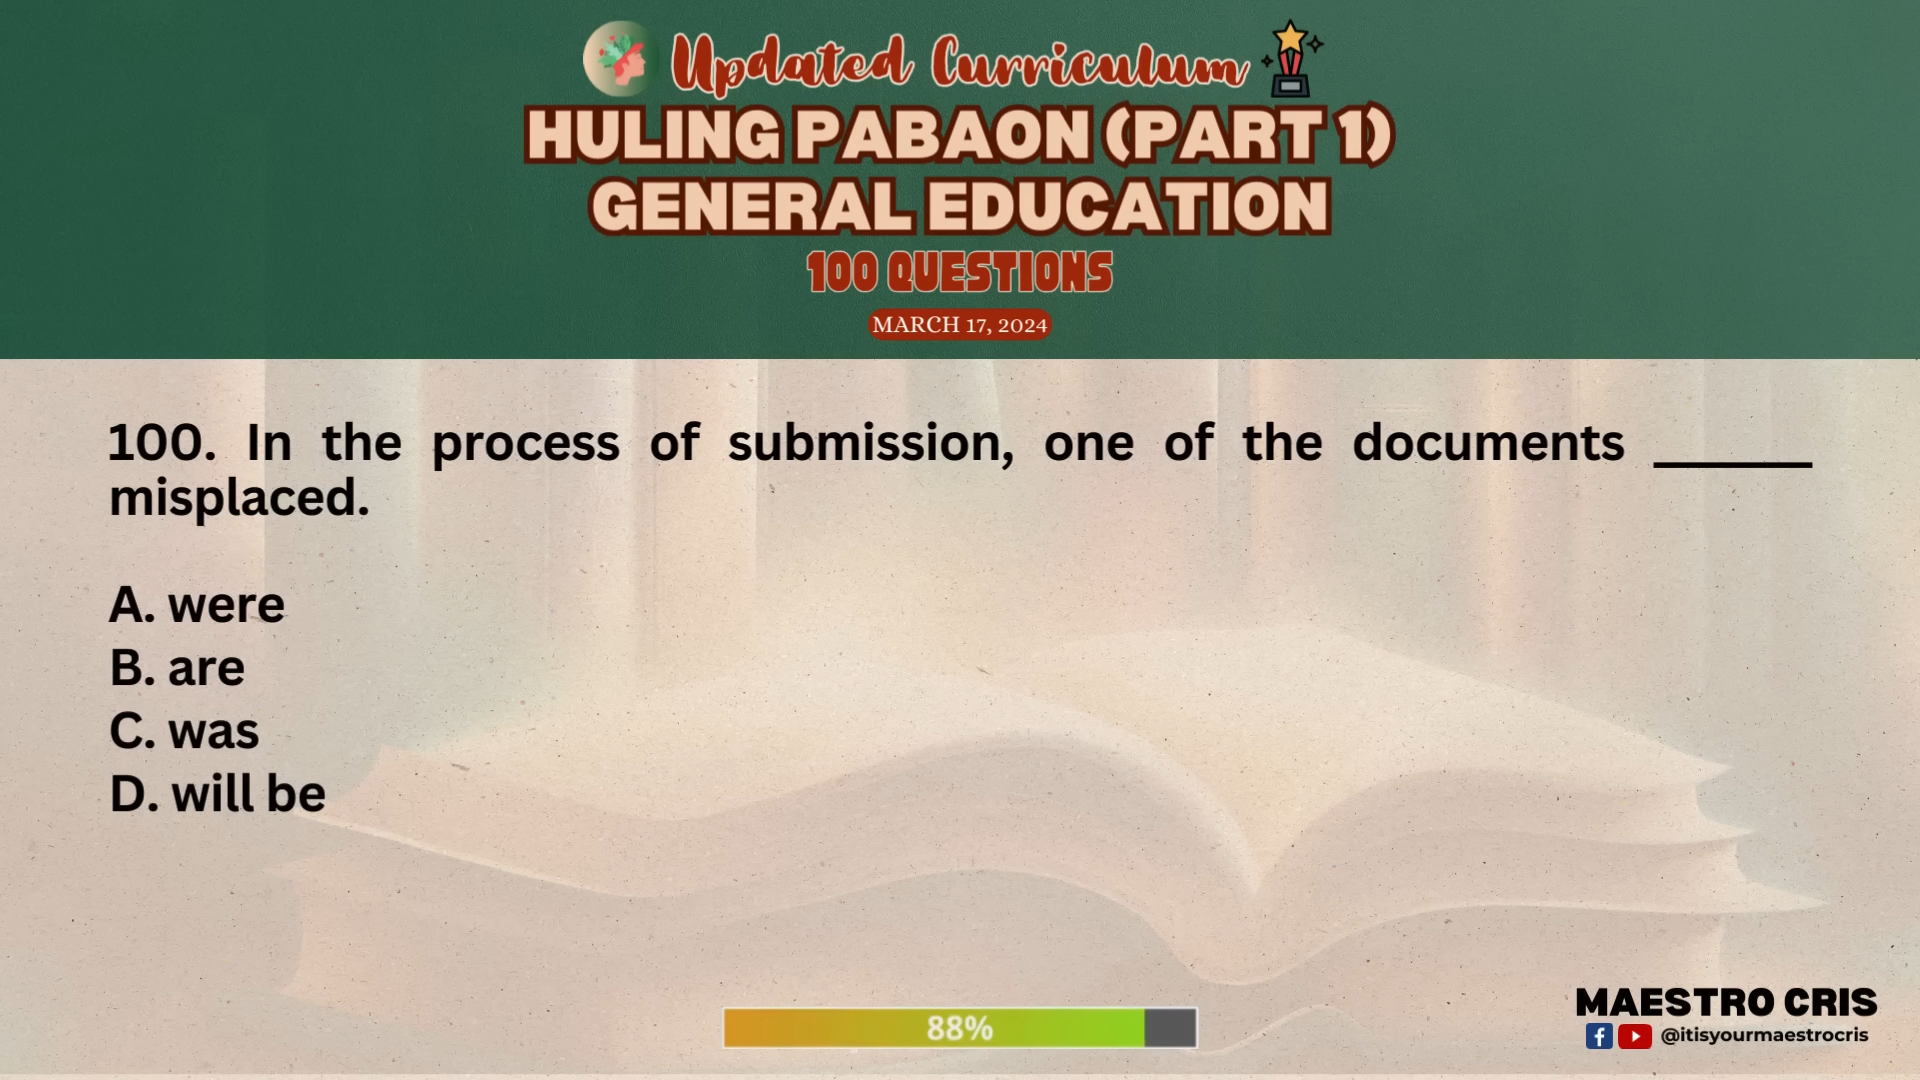 Updated Curriculum
HULING PABAON (PART 1)
GENERAL EDUCATION
100 QUESTIONS
MARCH 17, 2024
100. In the process of submission, one of the documents ______
misplaced.
A. were
B. are
C. was
D. will be
88%
MAESTRO CRIS
@itisyourmaestrocris